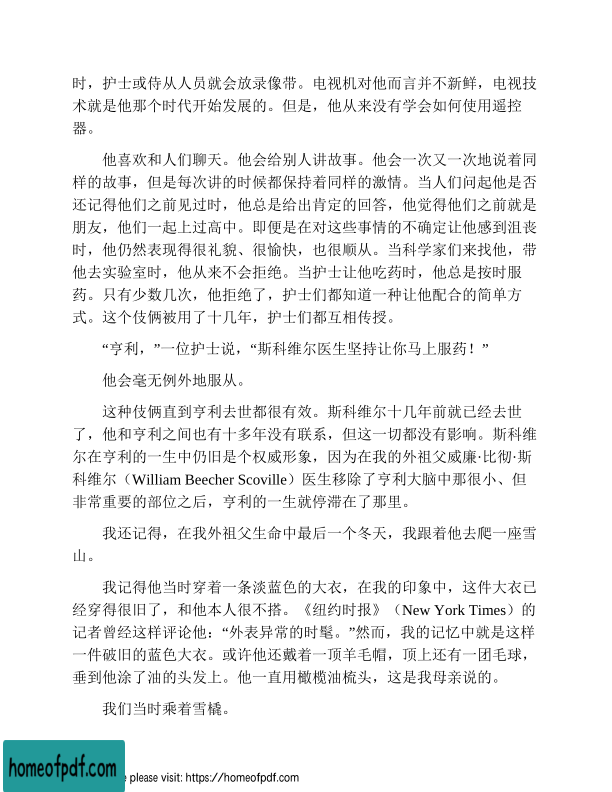 时，护士或侍从人员就会放录像带。电视机对他而言并不新鲜，电视技
术就是他那个时代开始发展的。但是，他从来没有学会如何使用遥控
器。
他喜欢和人们聊天。他会给别人讲故事。他会一次又一次地说着同
样的故事，但是每次讲的时候都保持着同样的激情。当人们问起他是否
还记得他们之前见过时，他总是给出肯定的回答，他觉得他们之前就是
朋友，他们一起上过高中。即便是在对这些事情的不确定让他感到沮丧
时，他仍然表现得很礼貌、很愉快，也很顺从。当科学家们来找他，带
他去实验室时，他从来不会拒绝。当护士让他吃药时，他总是按时服
药。只有少数几次，他拒绝了，护士们都知道一种让他配合的简单方
式。这个伎俩被用了十几年，护士们都互相传授。
“亨利，”一位护士说，“斯科维尔医生坚持让你马上服药！”
他会毫无例外地服从。
这种伎俩直到亨利去世都很有效。斯科维尔十几年前就已经去世
了，他和亨利之间也有十多年没有联系，但这一切都没有影响。斯科维
尔在亨利的一生中仍旧是个权威形象，因为在我的外祖父威廉·比彻·斯
科维尔（William Beecher Scoville）医生移除了亨利大脑中那很小、但
非常重要的部位之后，亨利的一生就停滞在了那里。
我还记得，在我外祖父生命中最后一个冬天，我跟着他去爬一座雪
山。
我记得他当时穿着一条淡蓝色的大衣，在我的印象中，这件大衣已
经穿得很旧了，和他本人很不搭。《纽约时报》（New York Times）的
记者曾经这样评论他：“外表异常的时髦。”然而，我的记忆中就是这样
一件破旧的蓝色大衣。或许他还戴着一顶羊毛帽，顶上还有一团毛球，
垂到他涂了油的头发上。他一直用橄榄油梳头，这是我母亲说的。
我们当时乘着雪橇。
homeofpdf.com
e please visit: https://homeofpdf.com